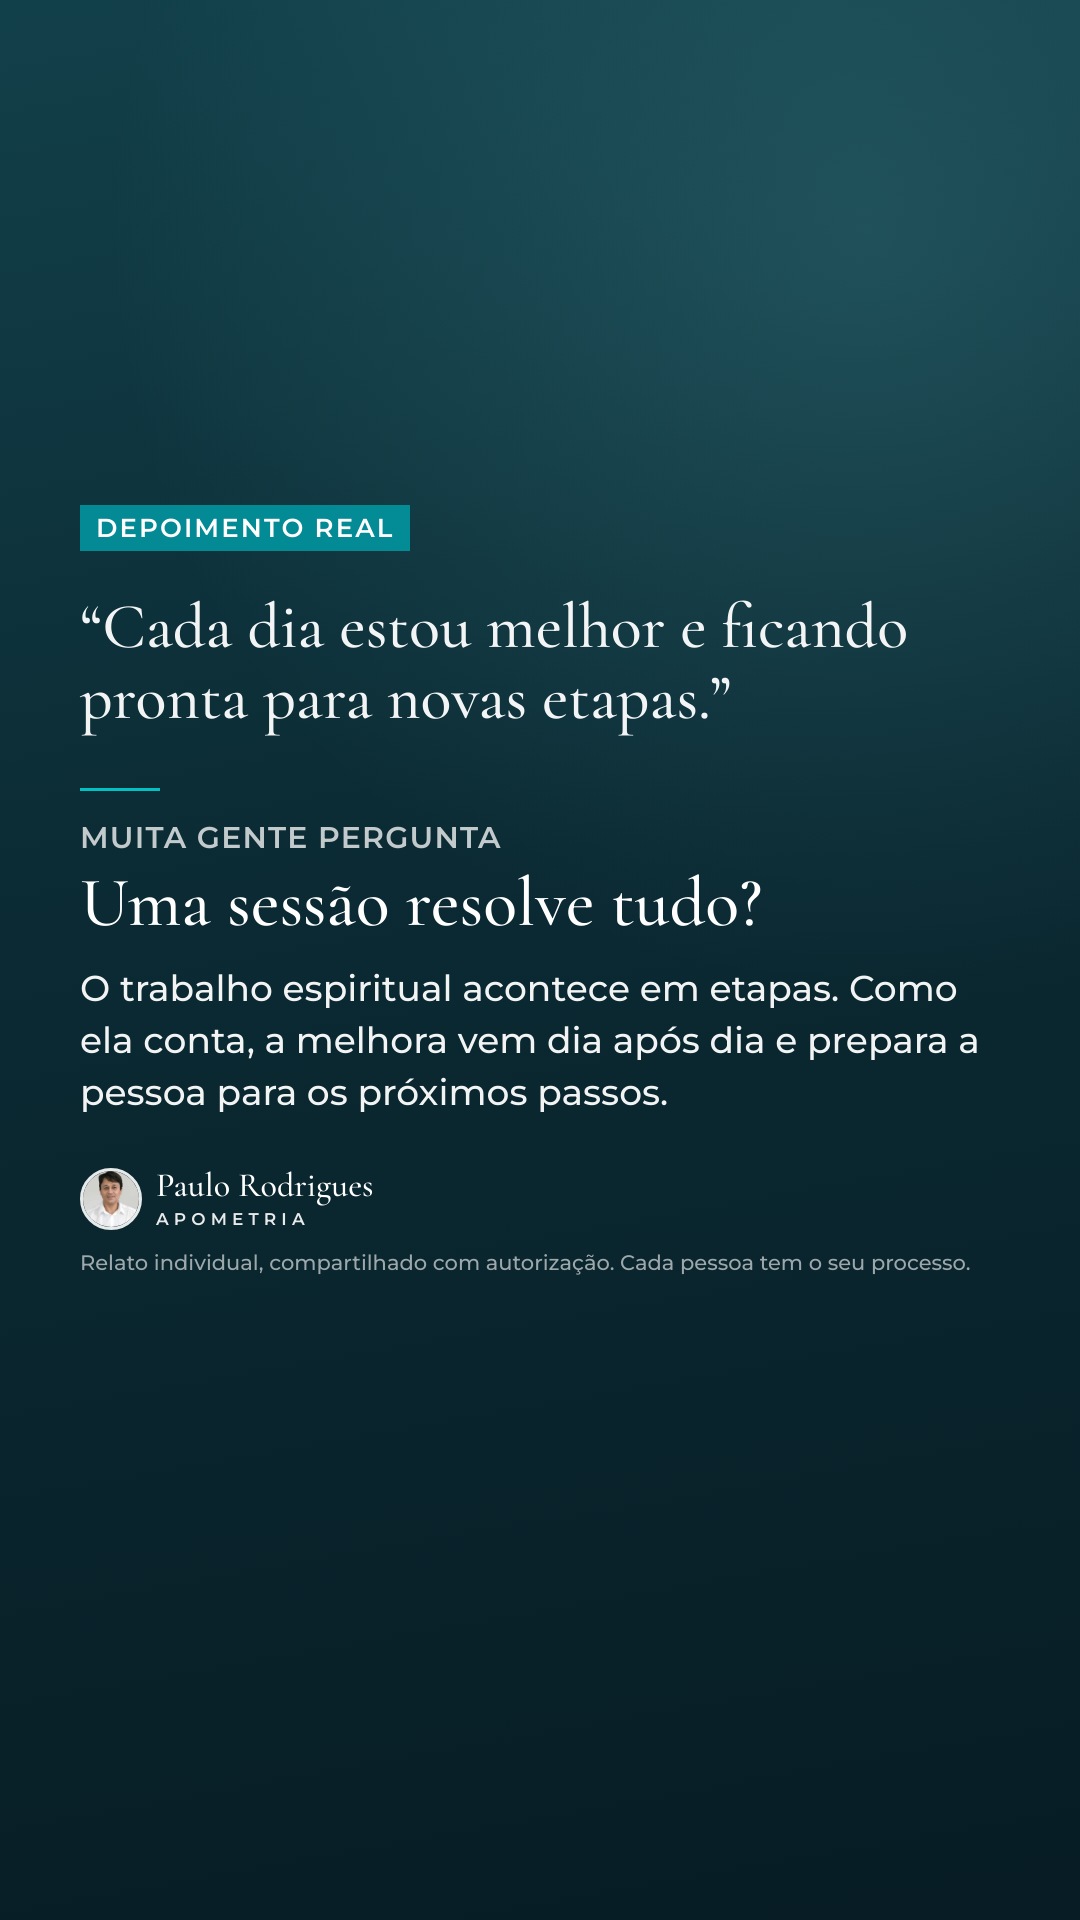 DEPOIMENTO REAL
“Cada dia estou melhor e ficando
pronta para novas etapas.”
MUITA GENTE PERGUNTA
Uma sessão resolve tudo?
O trabalho espiritual acontece em etapas. Como
ela conta, a melhora vem dia após dia e prepara a
pessoa para os próximos passos.
Paulo Rodrigues
APOMETRIA
Relato individual, compartilhado com autorização. Cada pessoa tem o seu processo.